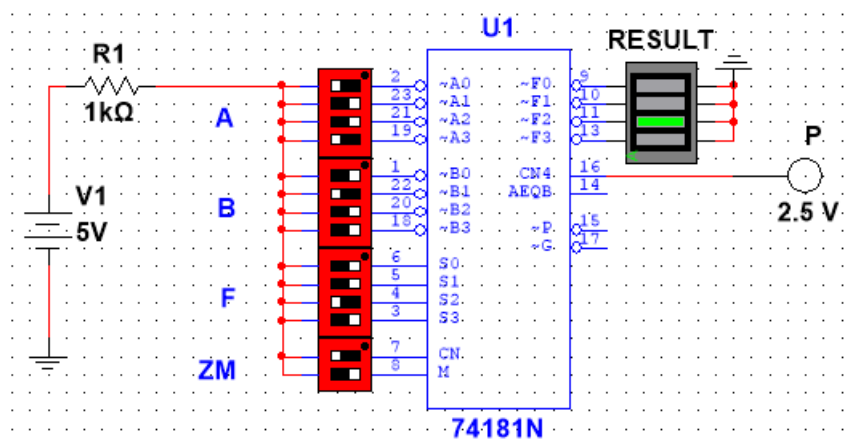 U1
RESULT
R1
1kΩ
A
2 ~A0 ~F0 9
23 ~A1 ~F1 10
21 ~A2 ~F2 11
19 ~A3 ~F3 13
P
2.5 V
V1
5V
B
1 ~B0 CN4 16
22 ~B1 AEQB 14
20 ~B2
18 ~B3 ~P 15
~G 17
F
6 S0
5 S1
4 S2
3 S3
ZM
7 CN
8 M
74181N